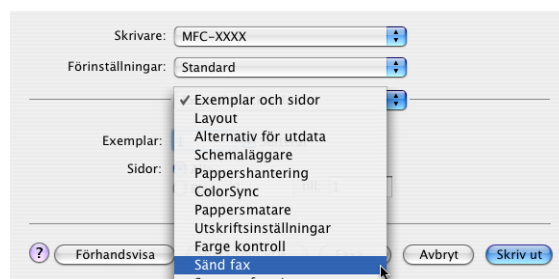 Skrivare: MFC-XXXX
Förinställningar: Standard
✓ Exemplar och sidor
Layout
Alternativ för utdata
Exemplar:
Schemaläggare
Sidor:
Pappershantering
ColorSync
Pappersmatare
Utskriftsinställningar
Farge kontroll
? Förhandsvisa
Avbryt
Skriv ut
Sänd fax